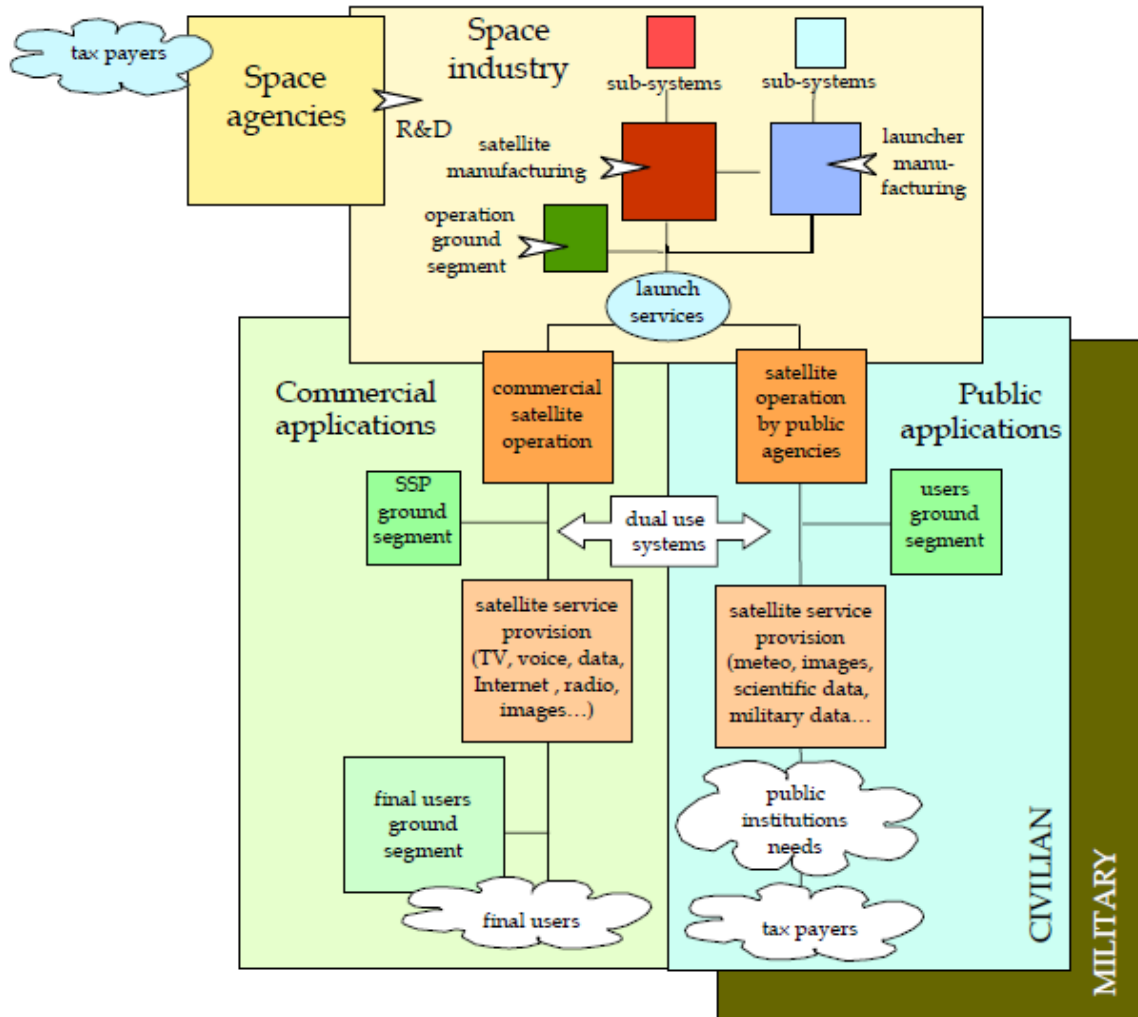 tax payers
Space
agencies
R&D
Space
industry
sub-systems
sub-systems
satellite
manufacturing
launcher
manu-
facturing
operation
ground
segment
launch
services
Commercial
applications
commercial
satellite
operation
satellite
operation
by public
agencies
Public
applications
SSP
ground
segment
dual use
systems
users
ground
segment
satellite service
provision
(TV, voice, data,
Internet , radio,
images…)
satellite service
provision
(meteo, images,
scientific data,
military data…
final users
ground
segment
public
institutions
needs
final users
tax payers
CIVILIAN
MILITARY